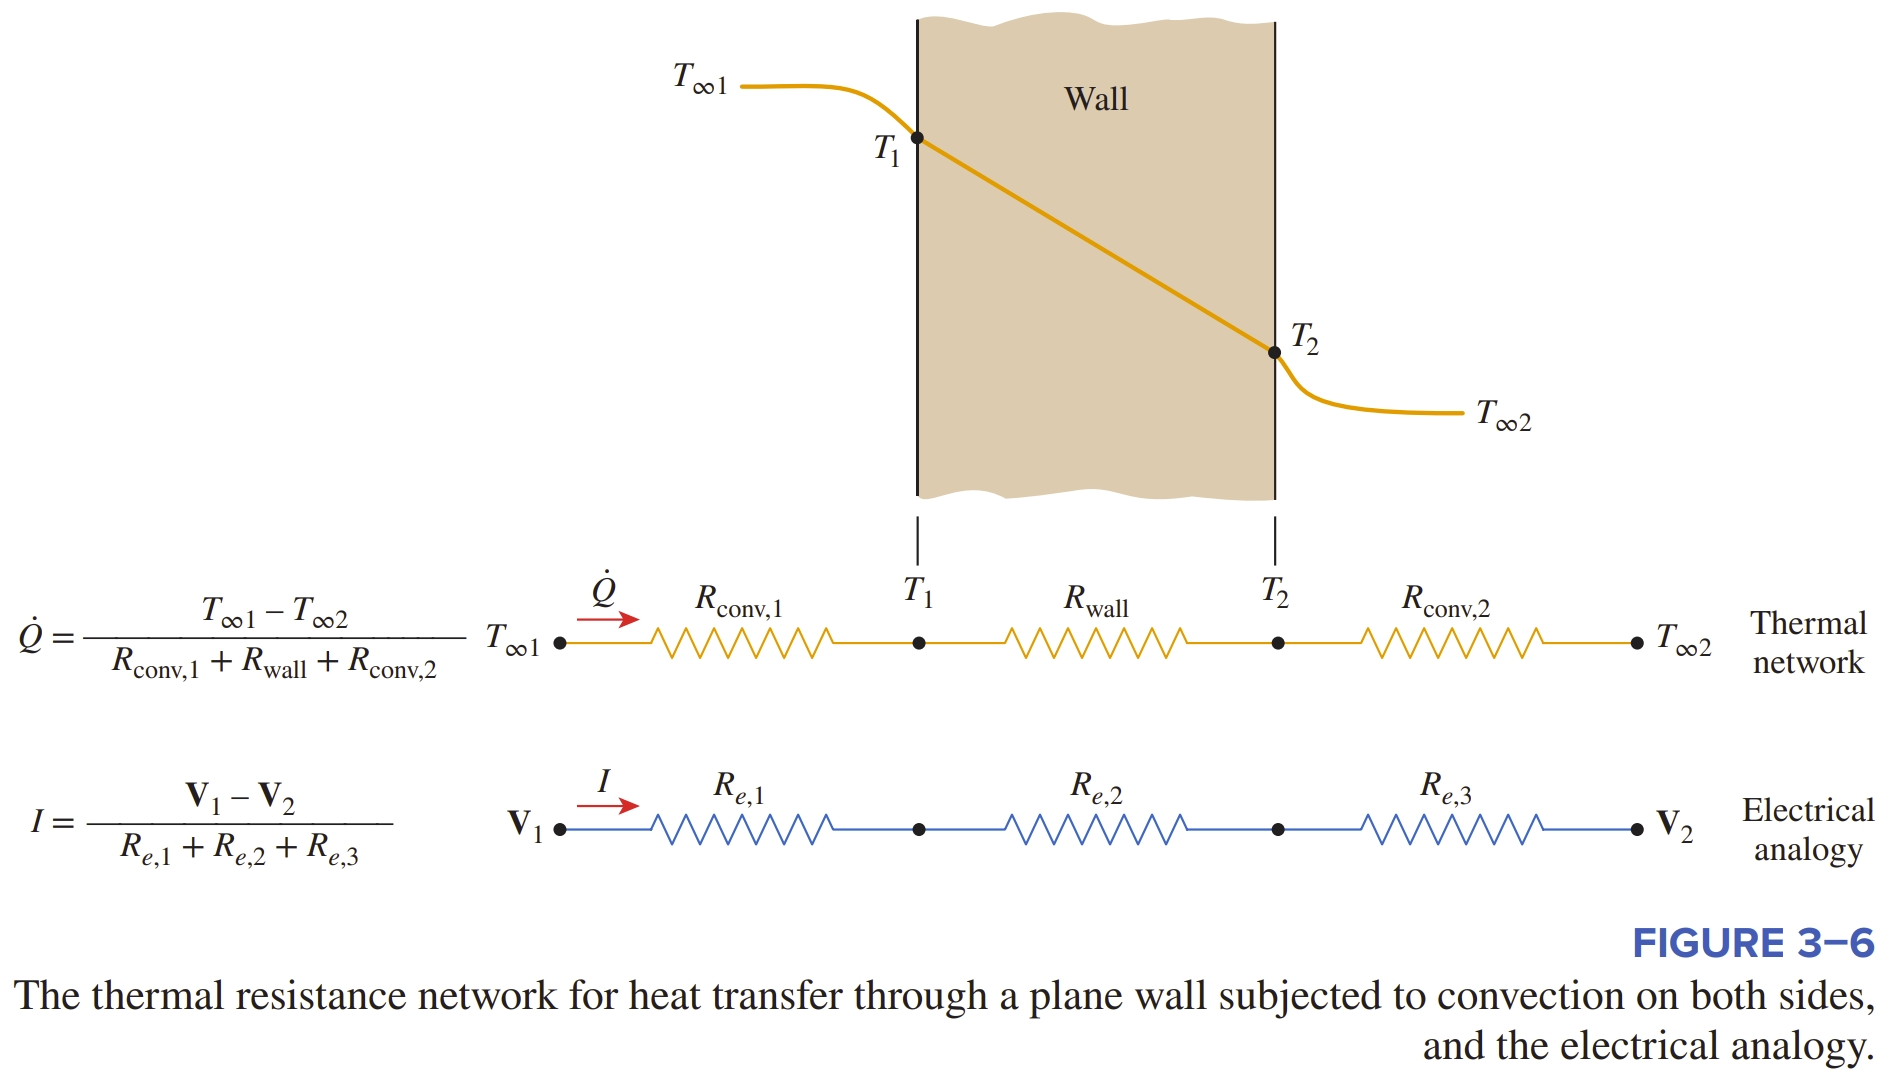 T∞1
Wall
T1
T2
T∞2
Q̇ = (T∞1 – T∞2) / (Rconv,1 + Rwall + Rconv,2)
T∞1 Q̇ Rconv,1 T1 Rwall T2 Rconv,2 T∞2
Thermal
network
I = (V1 – V2) / (Re,1 + Re,2 + Re,3)
V1 I Re,1 Re,2 Re,3 V2
Electrical
analogy
FIGURE 3–6
The thermal resistance network for heat transfer through a plane wall subjected to convection on both sides,
and the electrical analogy.